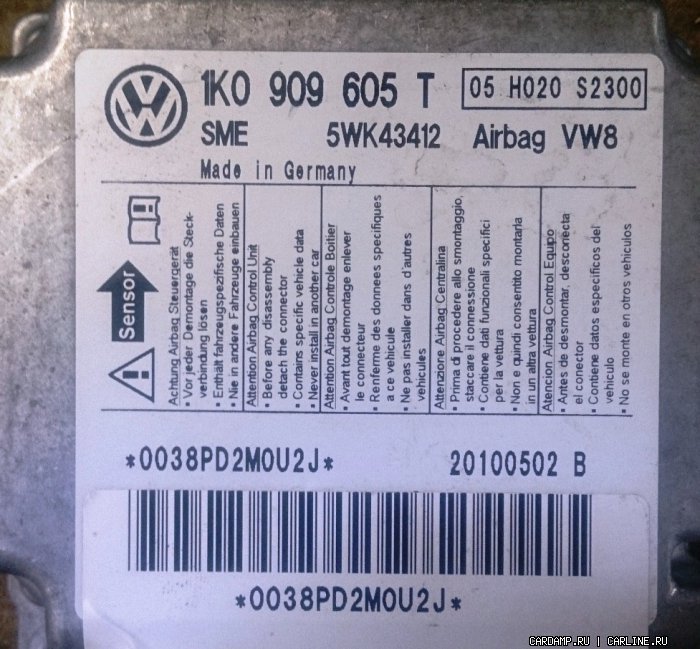 1K0 909 605 T
05 H020 S2300
SME 5WK43412 Airbag VW8
Made in Germany
Sensor
Achtung Airbag Steuergerät
• Vor jeder Demontage die Steck-
verbindung lösen
• Enthält fahrzeugspezifische Daten
• Nie in andere Fahrzeuge einbauen
Attention Airbag Control Unit
• Before any disassembly
detach the connector
• Contains specific vehicle data
• Never install in another car
Attention Airbag Controle Boitier
• Avant tout demontage enlever
le connecteur
• Renferme des donnees specifiques
a ce vehicule
• Ne pas installer dans d'autres
vehicules
Attenzione Airbag Centralina
• Prima di procedere allo smontaggio,
staccare il connessione
• Contiene dati funzionali specifici
per la vettura
• Non e quindi consentito montarla
in un altra vettura
Atencion Airbag Control Equipo
• Antes de desmontar, desconecta
el conector
• Contiene datos especificos del
vehiculo
• No se monte en otros vehiculos
*0038PD2M0U2J* 20100502 B
*0038PD2M0U2J*
CARDAMP.RU | CARLINE.RU